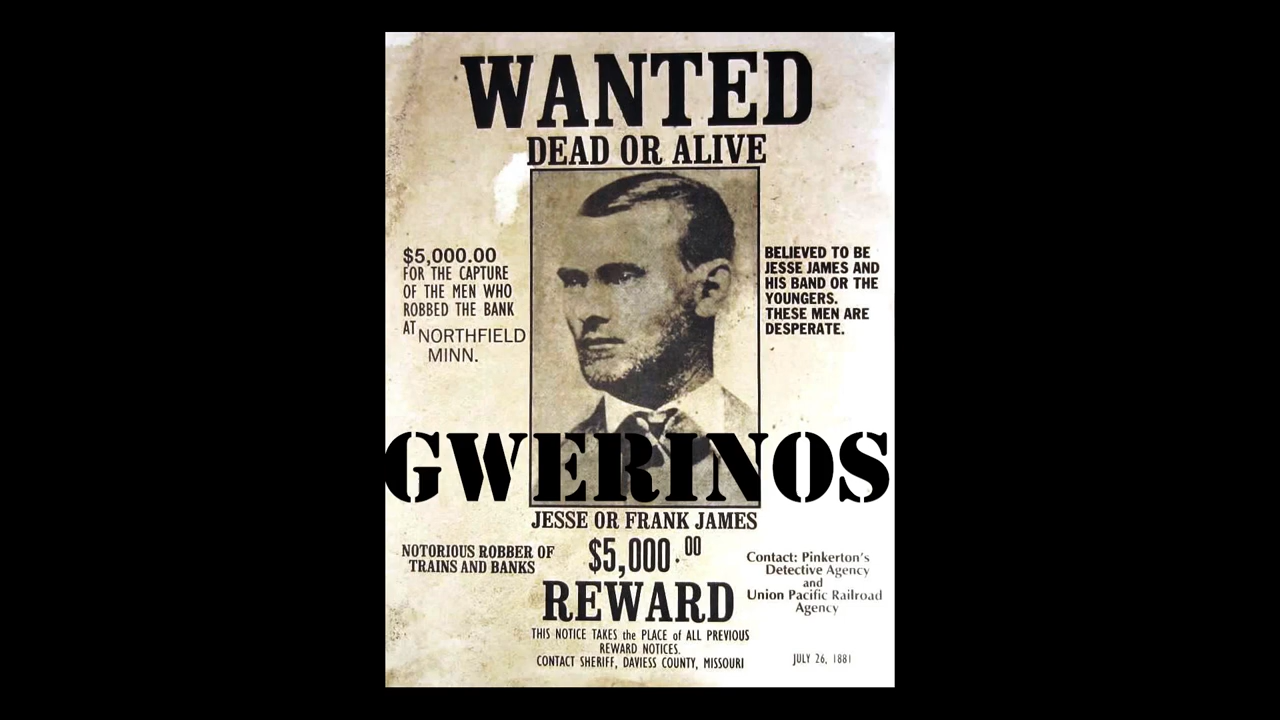 WANTED
DEAD OR ALIVE
$5,000.00
FOR THE CAPTURE
OF THE MEN WHO
ROBBED THE BANK
AT NORTHFIELD
MINN.
BELIEVED TO BE
JESSE JAMES AND
HIS BAND OR THE
YOUNGERS.
THESE MEN ARE
DESPERATE.
GWERINOS
JESSE OR FRANK JAMES
NOTORIOUS ROBBER OF
TRAINS AND BANKS
$5,000.00
REWARD
THIS NOTICE TAKES the PLACE of ALL PREVIOUS
REWARD NOTICES.
CONTACT SHERIFF, DAVIESS COUNTY, MISSOURI
Contact: Pinkerton's
Detective Agency
and
Union Pacific Railroad
Agency
JULY 26, 1881